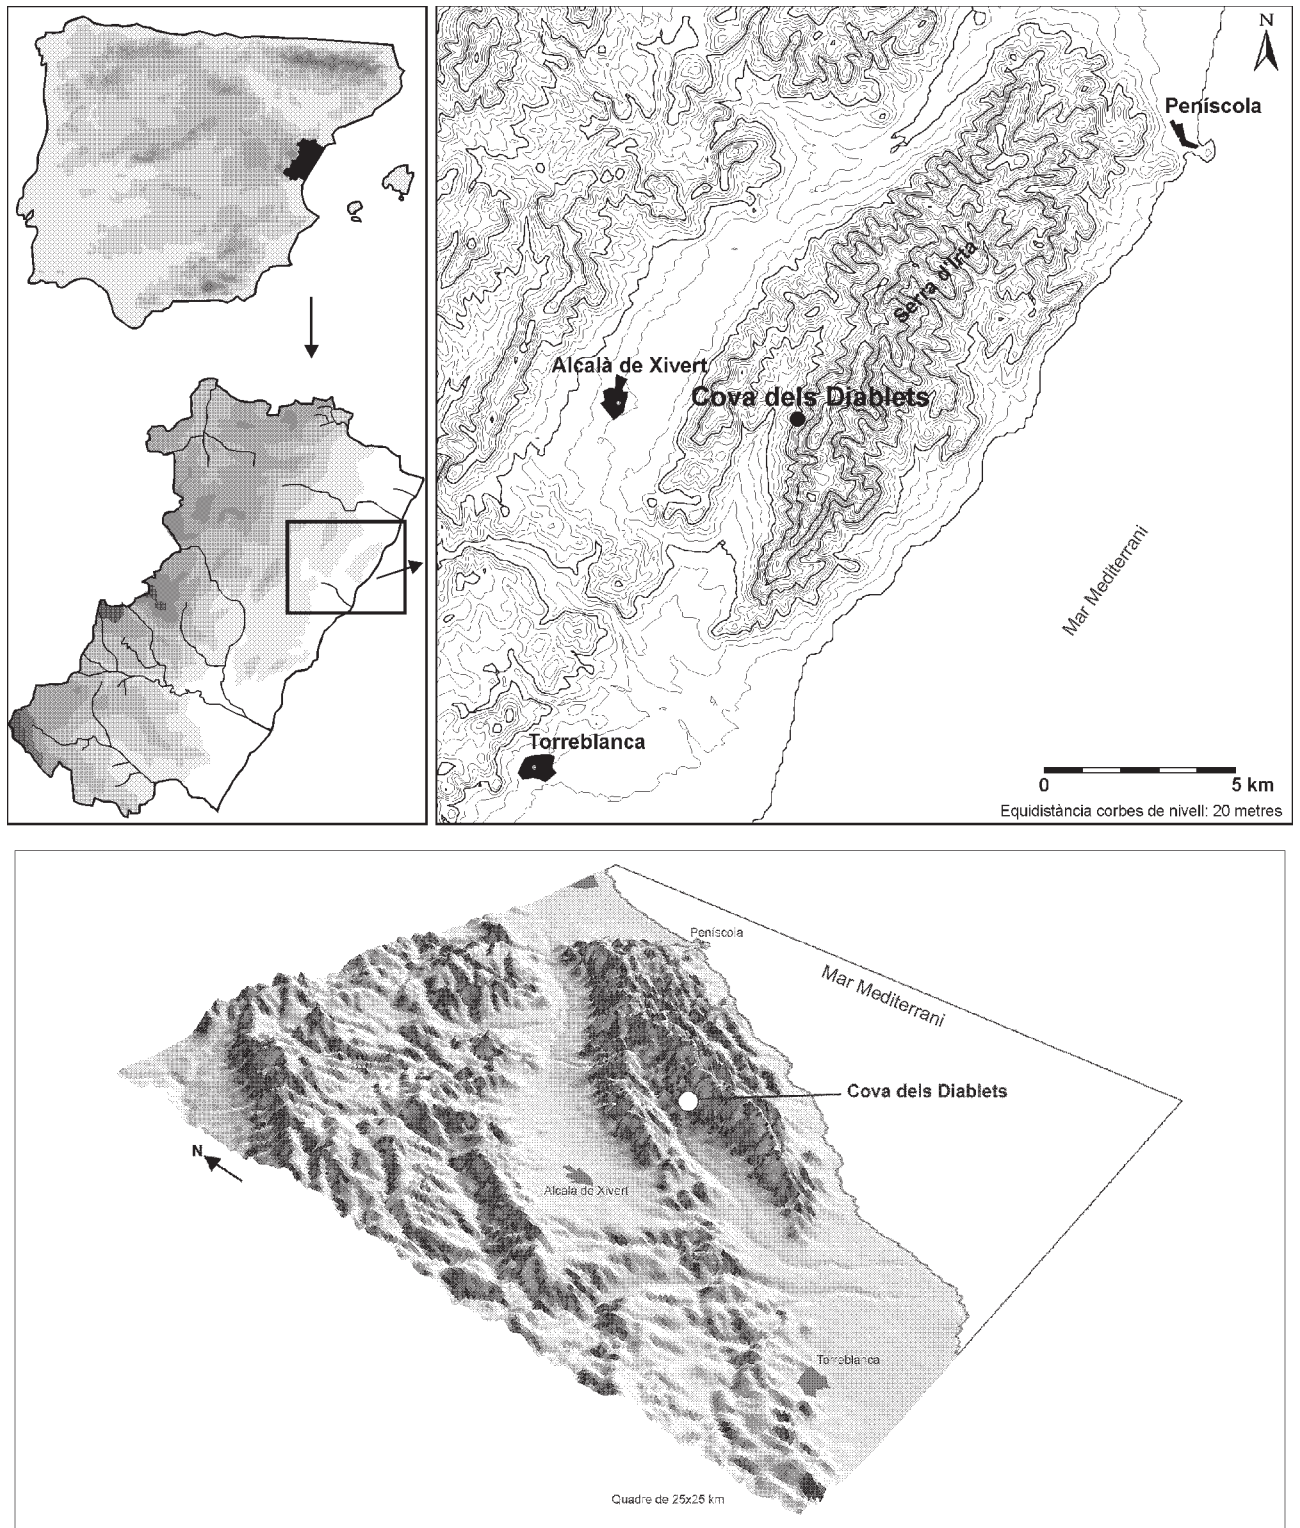 N
Peníscola
Serra d'Irta
Alcalà de Xivert
Cova dels Diablets
Mar Mediterrani
Torreblanca
0 5 km
Equidistància corbes de nivell: 20 metres
Peníscola
Mar Mediterrani
Cova dels Diablets
N
Alcalà de Xivert
Torreblanca
Quadre de 25x25 km